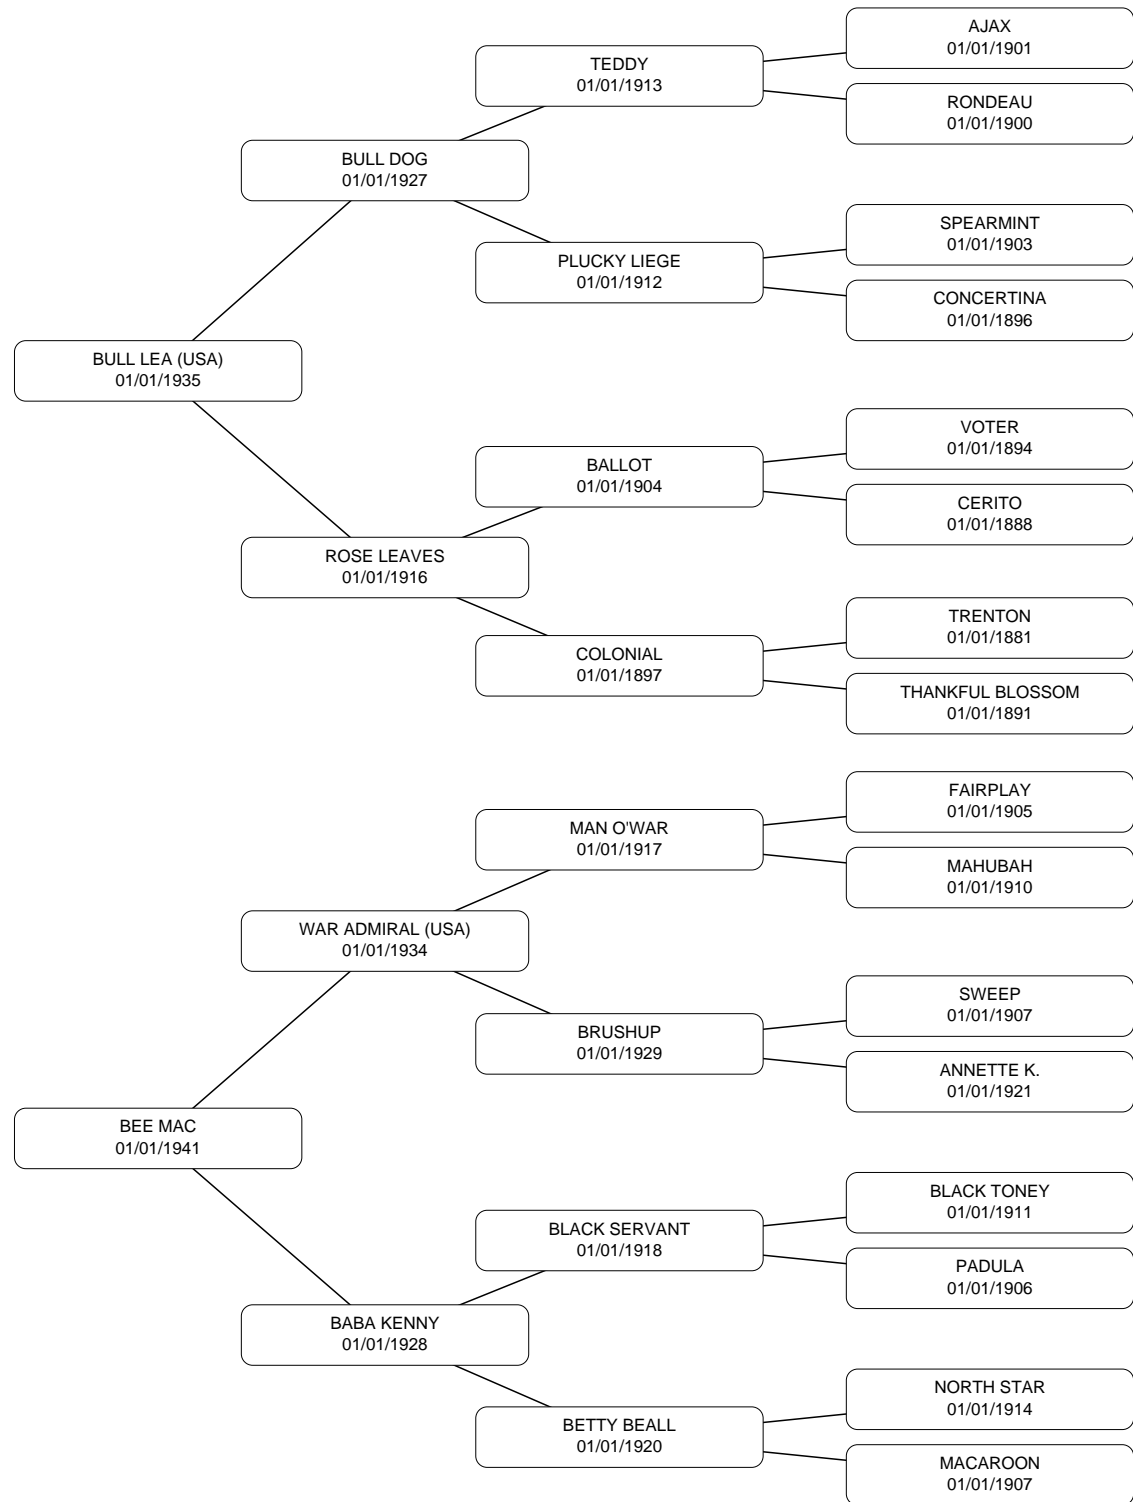 AJAX
01/01/1901
TEDDY
01/01/1913
RONDEAU
01/01/1900
BULL DOG
01/01/1927
SPEARMINT
01/01/1903
PLUCKY LIEGE
01/01/1912
CONCERTINA
01/01/1896
BULL LEA (USA)
01/01/1935
VOTER
01/01/1894
BALLOT
01/01/1904
CERITO
01/01/1888
ROSE LEAVES
01/01/1916
TRENTON
01/01/1881
COLONIAL
01/01/1897
THANKFUL BLOSSOM
01/01/1891
FAIRPLAY
01/01/1905
MAN O'WAR
01/01/1917
MAHUBAH
01/01/1910
WAR ADMIRAL (USA)
01/01/1934
SWEEP
01/01/1907
BRUSHUP
01/01/1929
ANNETTE K.
01/01/1921
BEE MAC
01/01/1941
BLACK TONEY
01/01/1911
BLACK SERVANT
01/01/1918
PADULA
01/01/1906
BABA KENNY
01/01/1928
NORTH STAR
01/01/1914
BETTY BEALL
01/01/1920
MACAROON
01/01/1907